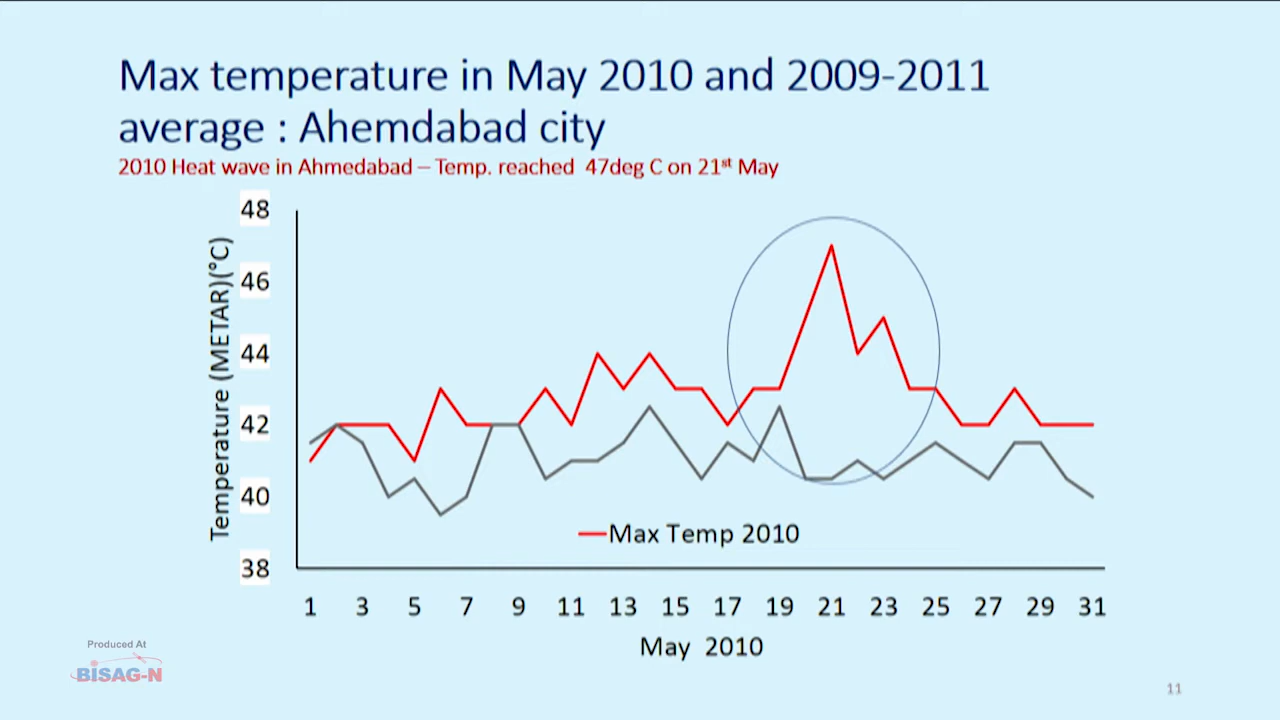 Max temperature in May 2010 and 2009-2011
average : Ahemdabad city
2010 Heat wave in Ahmedabad – Temp. reached 47deg C on 21st May
Temperature (METAR)(°C)
48
46
44
42
40
38
Max Temp 2010
1 3 5 7 9 11 13 15 17 19 21 23 25 27 29 31
May 2010
Produced At
BISAG-N
11